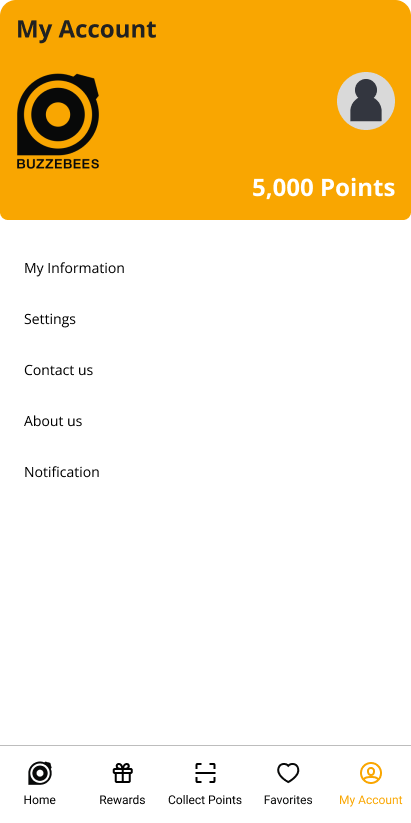 My Account
BUZZEBEES
5,000 Points
My Information
Settings
Contact us
About us
Notification
Home
Rewards
Collect Points
Favorites
My Account